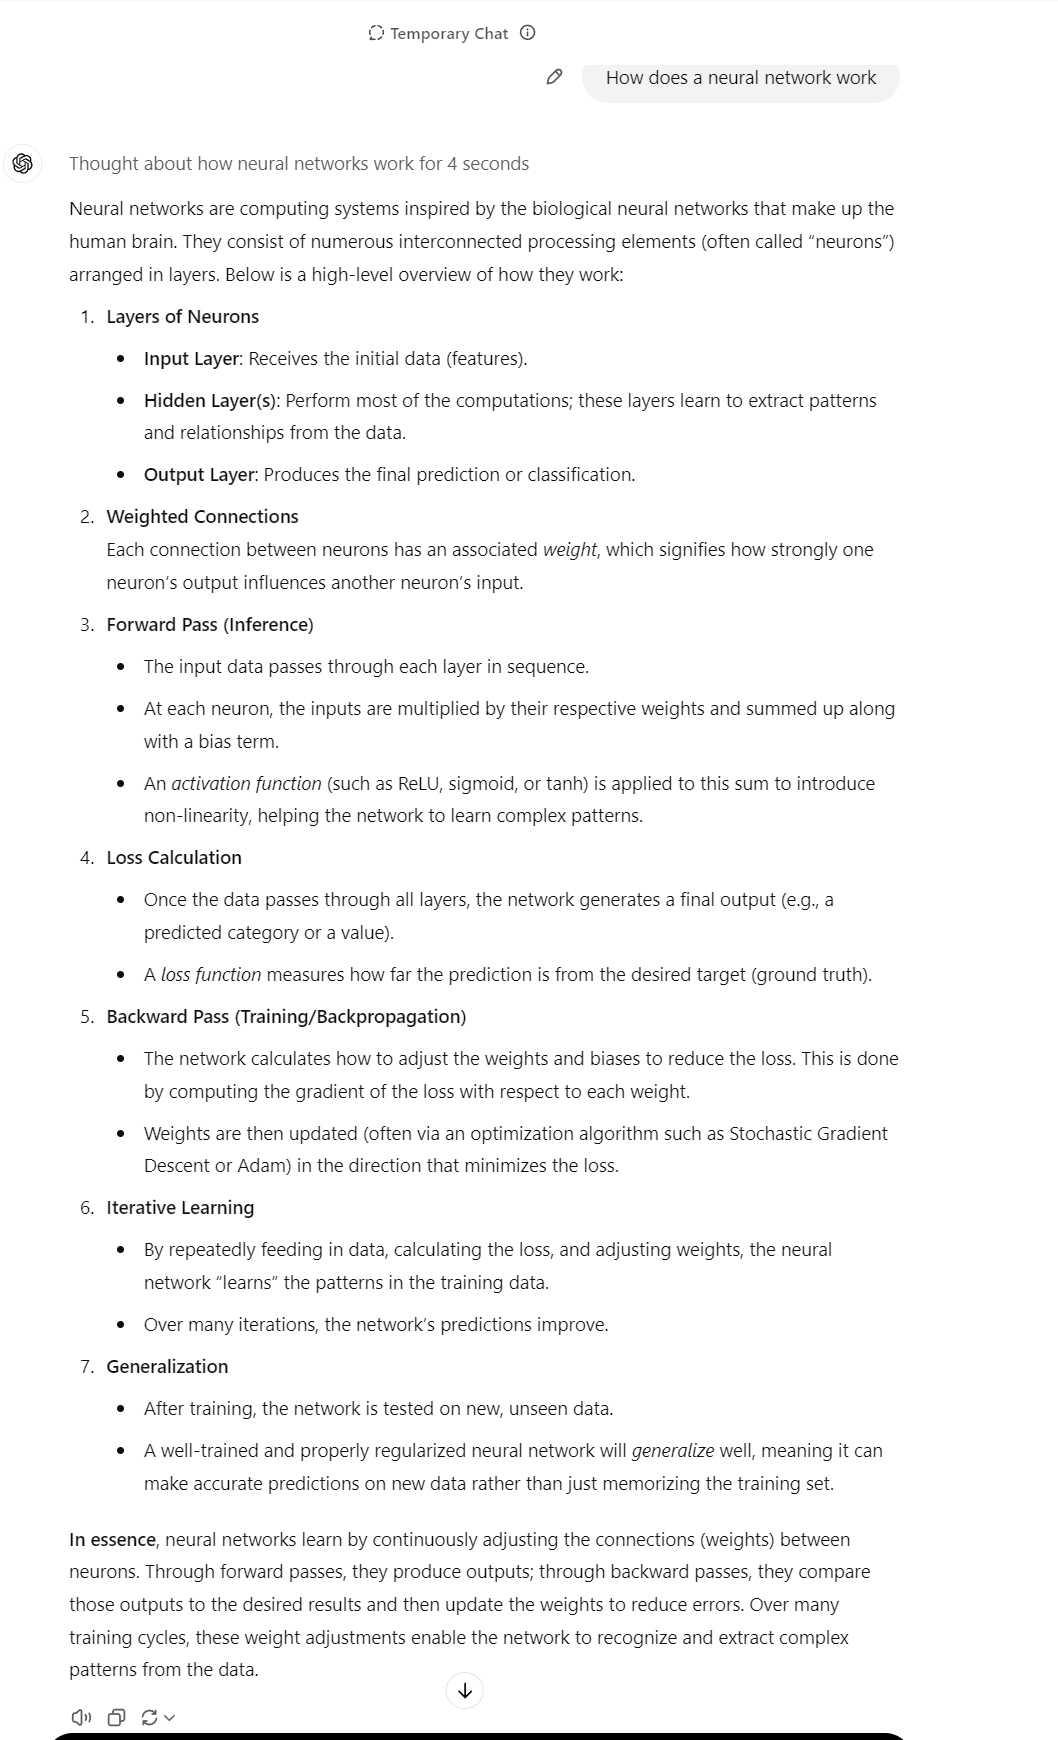 Temporary Chat
How does a neural network work
Thought about how neural networks work for 4 seconds
Neural networks are computing systems inspired by the biological neural networks that make up the
human brain. They consist of numerous interconnected processing elements (often called “neurons”)
arranged in layers. Below is a high-level overview of how they work:
1. Layers of Neurons
• Input Layer: Receives the initial data (features).
• Hidden Layer(s): Perform most of the computations; these layers learn to extract patterns
and relationships from the data.
• Output Layer: Produces the final prediction or classification.
2. Weighted Connections
Each connection between neurons has an associated weight, which signifies how strongly one
neuron’s output influences another neuron’s input.
3. Forward Pass (Inference)
• The input data passes through each layer in sequence.
• At each neuron, the inputs are multiplied by their respective weights and summed up along
with a bias term.
• An activation function (such as ReLU, sigmoid, or tanh) is applied to this sum to introduce
non-linearity, helping the network to learn complex patterns.
4. Loss Calculation
• Once the data passes through all layers, the network generates a final output (e.g., a
predicted category or a value).
• A loss function measures how far the prediction is from the desired target (ground truth).
5. Backward Pass (Training/Backpropagation)
• The network calculates how to adjust the weights and biases to reduce the loss. This is done
by computing the gradient of the loss with respect to each weight.
• Weights are then updated (often via an optimization algorithm such as Stochastic Gradient
Descent or Adam) in the direction that minimizes the loss.
6. Iterative Learning
• By repeatedly feeding in data, calculating the loss, and adjusting weights, the neural
network “learns” the patterns in the training data.
• Over many iterations, the network’s predictions improve.
7. Generalization
• After training, the network is tested on new, unseen data.
• A well-trained and properly regularized neural network will generalize well, meaning it can
make accurate predictions on new data rather than just memorizing the training set.
In essence, neural networks learn by continuously adjusting the connections (weights) between
neurons. Through forward passes, they produce outputs; through backward passes, they compare
those outputs to the desired results and then update the weights to reduce errors. Over many
training cycles, these weight adjustments enable the network to recognize and extract complex
patterns from the data.